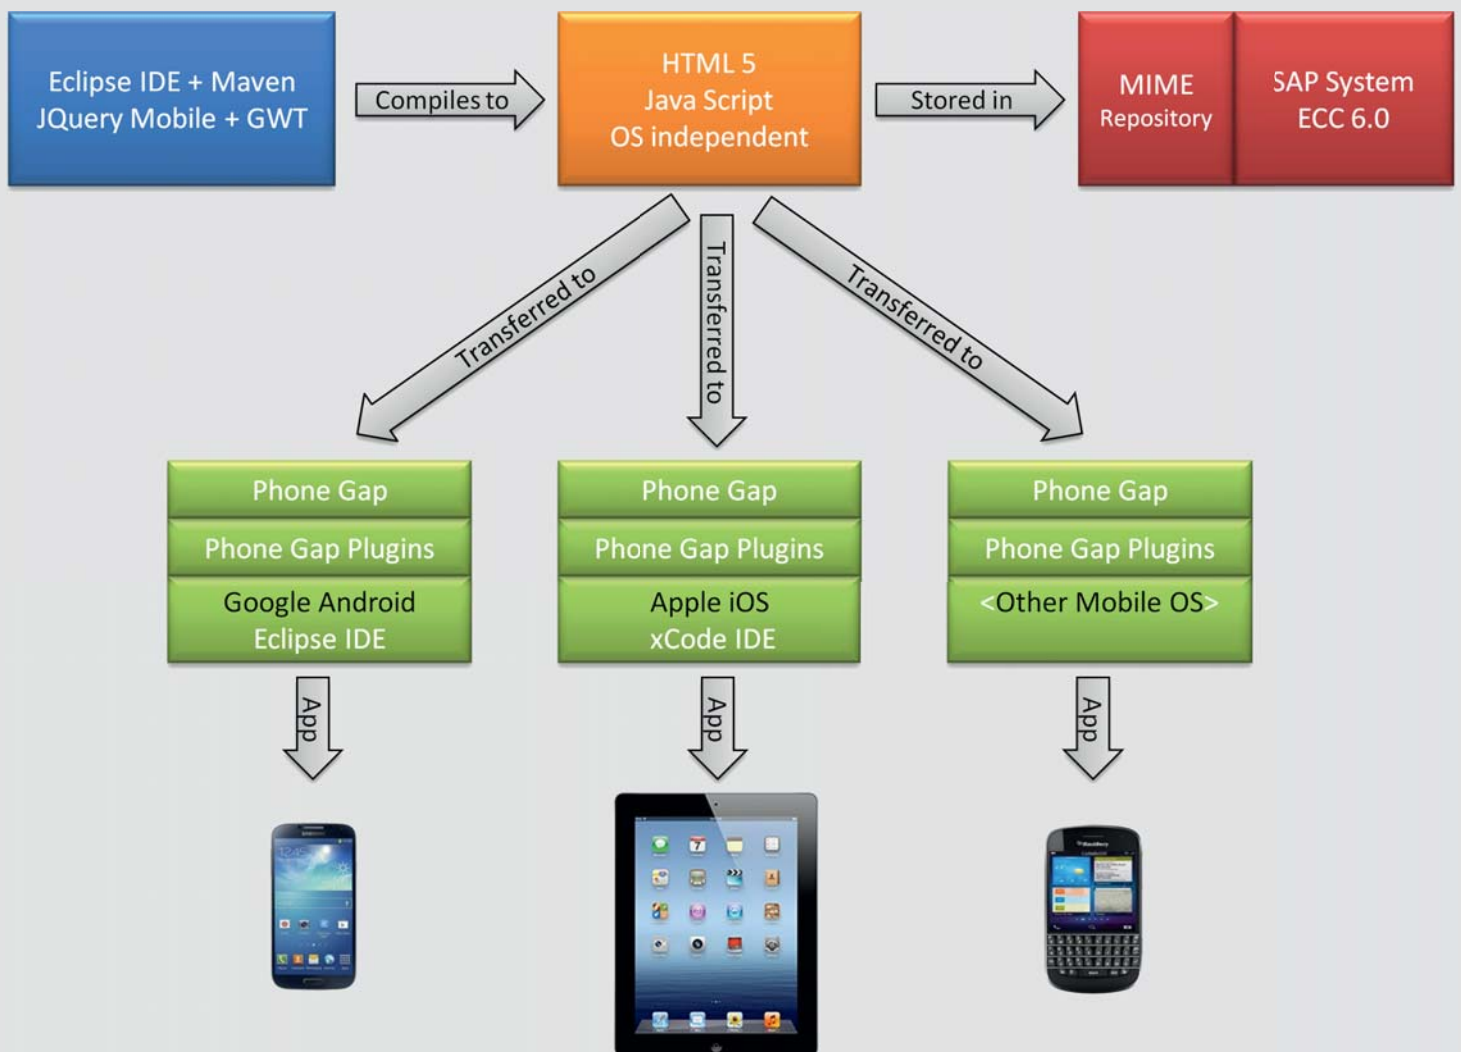 Eclipse IDE + Maven
JQuery Mobile + GWT
Compiles to
HTML 5
Java Script
OS independent
Stored in
MIME
Repository
SAP System
ECC 6.0
Transferred to
Transferred to
Transferred to
Phone Gap
Phone Gap Plugins
Google Android
Eclipse IDE
Phone Gap
Phone Gap Plugins
Apple iOS
xCode IDE
Phone Gap
Phone Gap Plugins
<Other Mobile OS>
App
App
App
SAMSUNG
7
BlackBerry